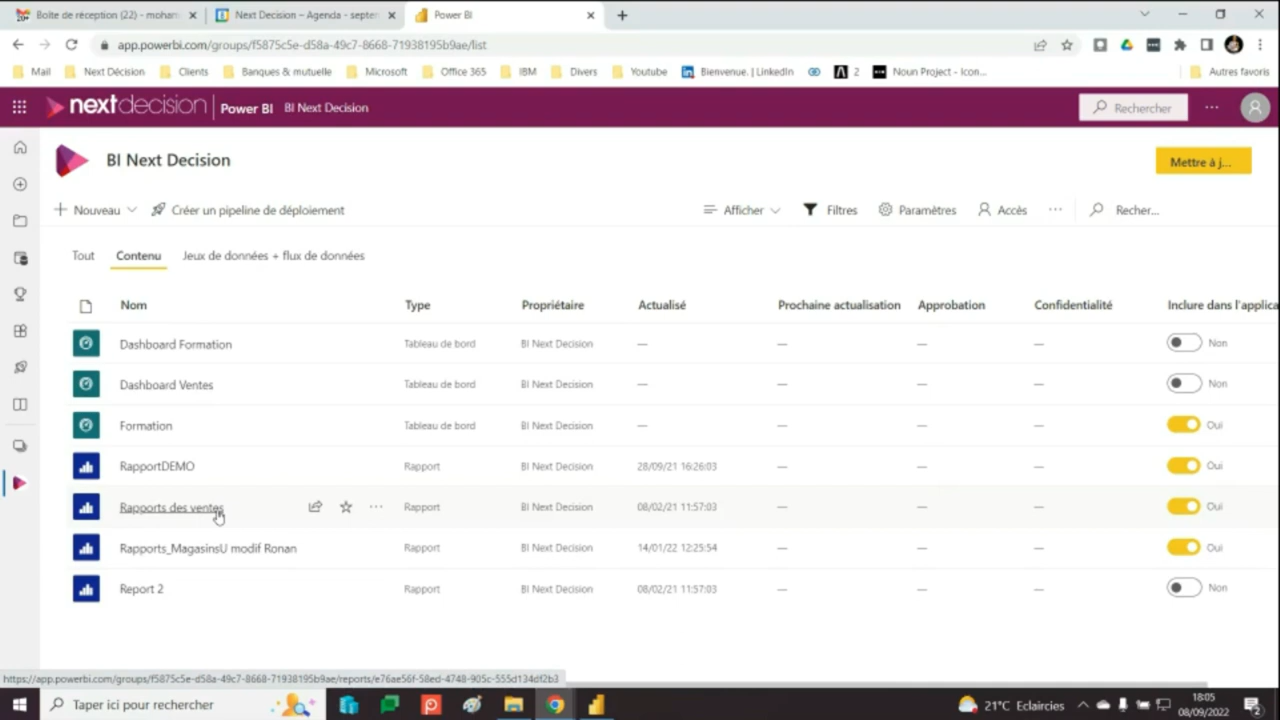 Boîte de réception (22) - moham
Next Decision – Agenda - septem
Power BI
app.powerbi.com/groups/f5875c5e-d58a-49c7-8668-71938195b9ae/list
Mail
Next Décision
Clients
Banques & mutuelle
Microsoft
Office 365
IBM
Divers
Youtube
Bienvenue. | LinkedIn
2
Noun Project - Icon...
Autres favoris
nextdecision
Power BI
BI Next Decision
Rechercher
BI Next Decision
Mettre à j...
Nouveau
Créer un pipeline de déploiement
Afficher
Filtres
Paramètres
Accès
Recher...
Tout
Contenu
Jeux de données + flux de données
Nom Type Propriétaire Actualisé Prochaine actualisation Approbation Confidentialité Inclure dans l'applica
Dashboard Formation Tableau de bord BI Next Decision — — — — Non
Dashboard Ventes Tableau de bord BI Next Decision — — — — Non
Formation Tableau de bord BI Next Decision — — — — Oui
RapportDEMO Rapport BI Next Decision 28/09/21 16:26:03 — — — Oui
Rapports des ventes Rapport BI Next Decision 08/02/21 11:57:03 — — — Oui
Rapports_MagasinsU modif Ronan Rapport BI Next Decision 14/01/22 12:25:54 — — — Oui
Report 2 Rapport BI Next Decision 08/02/21 11:57:03 — — — Non
https://app.powerbi.com/groups/f5875c5e-d58a-49c7-8668-71938195b9ae/reports/e76ae56f-58ed-4748-905c-555d134df2b3
Taper ici pour rechercher
21°C Eclaircies
18:05
08/09/2022
2